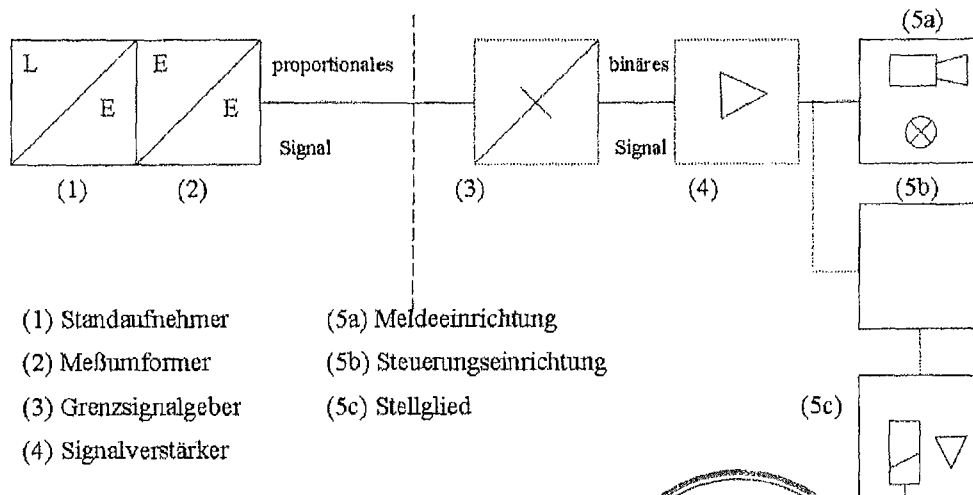 (5a)
L E proportionales binäres
E E
Signal Signal
(1) (2) (3) (4) (5b)
(1) Standaufnehmer (5a) Meldeeinrichtung
(2) Meßumformer (5b) Steuerungseinrichtung
(3) Grenzsignalgeber (5c) Stellglied (5c)
(4) Signalverstärker